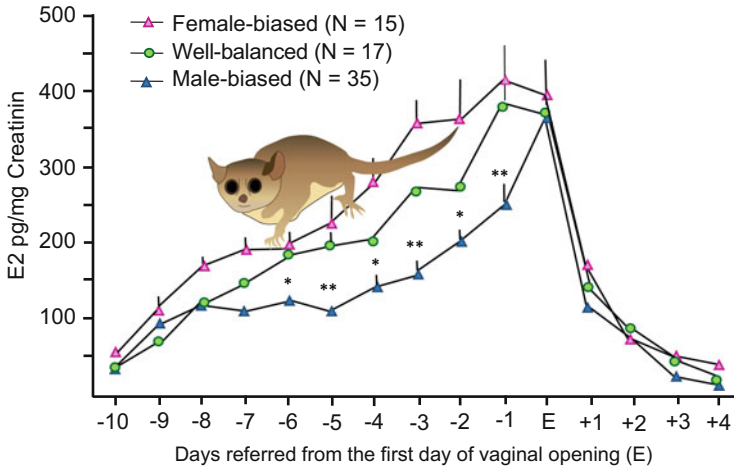 500
400
300
200
100
E2 pg/mg Creatinin
Female-biased (N = 15)
Well-balanced (N = 17)
Male-biased (N = 35)
*
**
*
**
*
**
-10 -9 -8 -7 -6 -5 -4 -3 -2 -1 E +1 +2 +3 +4
Days referred from the first day of vaginal opening (E)